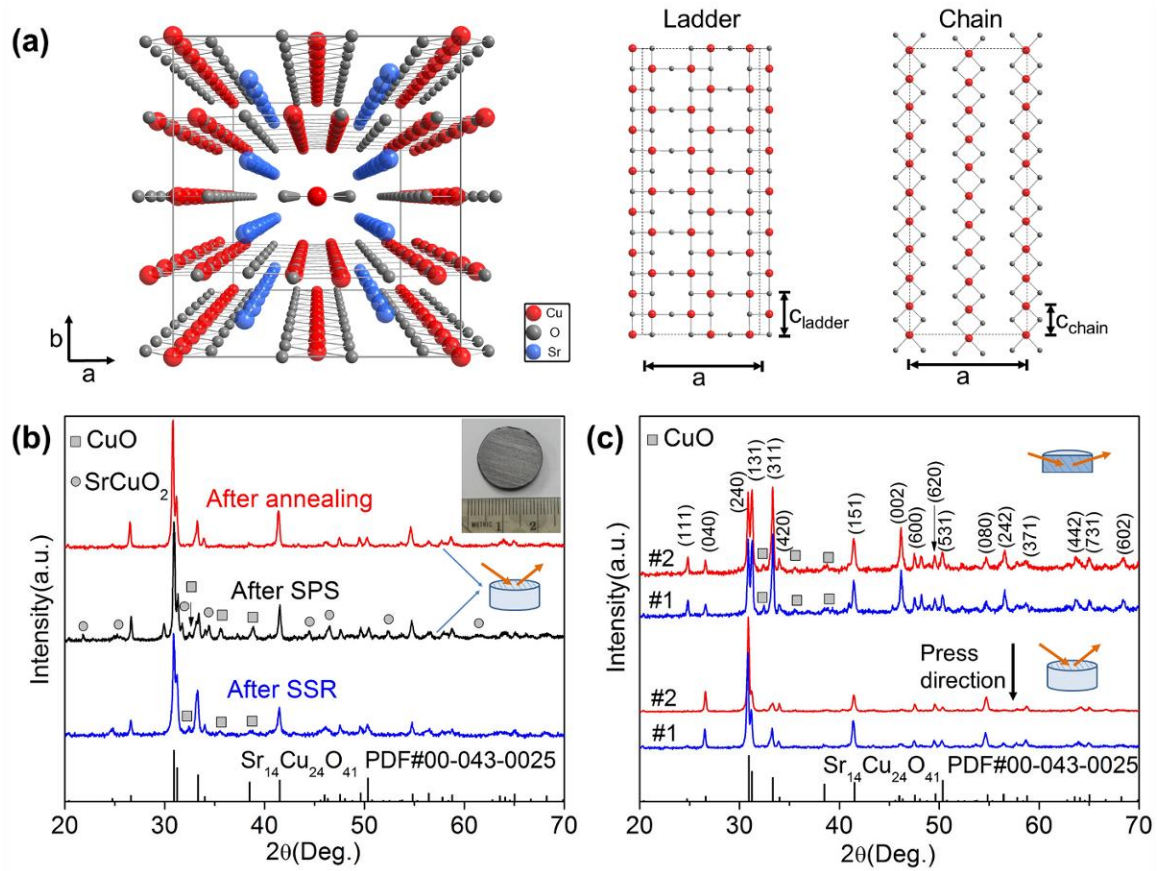 (a)
Ladder
Chain
b
a
Cu
O
Sr
c_ladder
a
c_chain
a
(b)
CuO
SrCuO₂
After annealing
METRIC 1 2
After SPS
After SSR
Sr₁₄Cu₂₄O₄₁ PDF#00-043-0025
Intensity(a.u.)
20 30 40 50 60 70
2θ(Deg.)
(c)
CuO
(111)
(040)
(240)
(131)
(311)
(420)
(151)
(002)
(600)
(620)
(531)
(080)
(242)
(371)
(442)
(731)
(602)
#2
#1
Press
direction
#2
#1
Sr₁₄Cu₂₄O₄₁ PDF#00-043-0025
Intensity(a.u.)
20 30 40 50 60 70
2θ(Deg.)